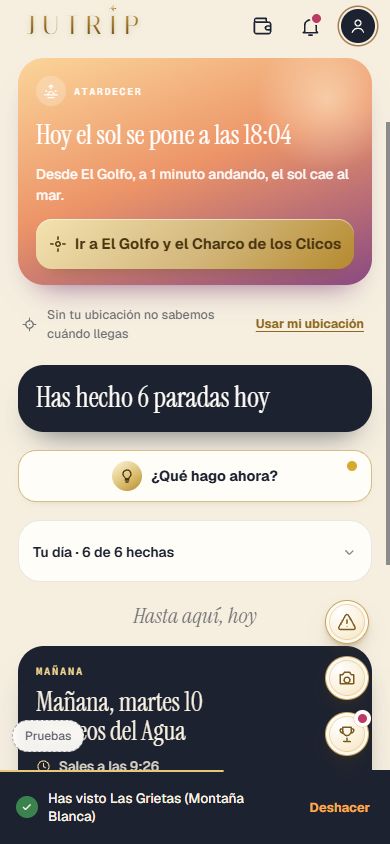 JUTRIP
ATARDECER
Hoy el sol se pone a las 18:04
Desde El Golfo, a 1 minuto andando, el sol cae al
mar.
Ir a El Golfo y el Charco de los Clicos
Sin tu ubicación no sabemos
cuándo llegas
Usar mi ubicación
Has hecho 6 paradas hoy
¿Qué hago ahora?
Tu día · 6 de 6 hechas
Hasta aquí, hoy
MAÑANA
Mañana, martes 10
eos del Agua
Pruebas
Sales a las 9:26
Has visto Las Grietas (Montaña
Blanca)
Deshacer